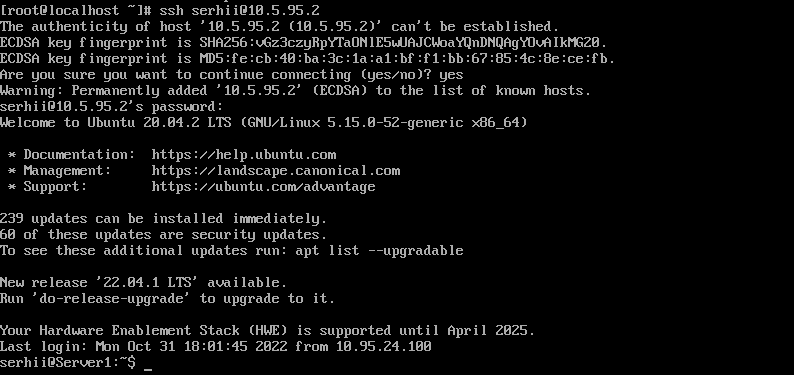 [root@localhost ~]# ssh serhii@10.5.95.2
The authenticity of host '10.5.95.2 (10.5.95.2)' can't be established.
ECDSA key fingerprint is SHA256:vGz3czyRpYTaONlE5wUAJCWoaYQnDNQAgYOvAIkMG20.
ECDSA key fingerprint is MD5:fe:cb:40:ba:3c:1a:a1:bf:f1:bb:67:85:4c:8e:ce:fb.
Are you sure you want to continue connecting (yes/no)? yes
Warning: Permanently added '10.5.95.2' (ECDSA) to the list of known hosts.
serhii@10.5.95.2's password:
Welcome to Ubuntu 20.04.2 LTS (GNU/Linux 5.15.0-52-generic x86_64)
* Documentation:  https://help.ubuntu.com
* Management:     https://landscape.canonical.com
* Support:        https://ubuntu.com/advantage
239 updates can be installed immediately.
60 of these updates are security updates.
To see these additional updates run: apt list --upgradable
New release '22.04.1 LTS' available.
Run 'do-release-upgrade' to upgrade to it.
Your Hardware Enablement Stack (HWE) is supported until April 2025.
Last login: Mon Oct 31 18:01:45 2022 from 10.95.24.100
serhii@Server1:~$ _